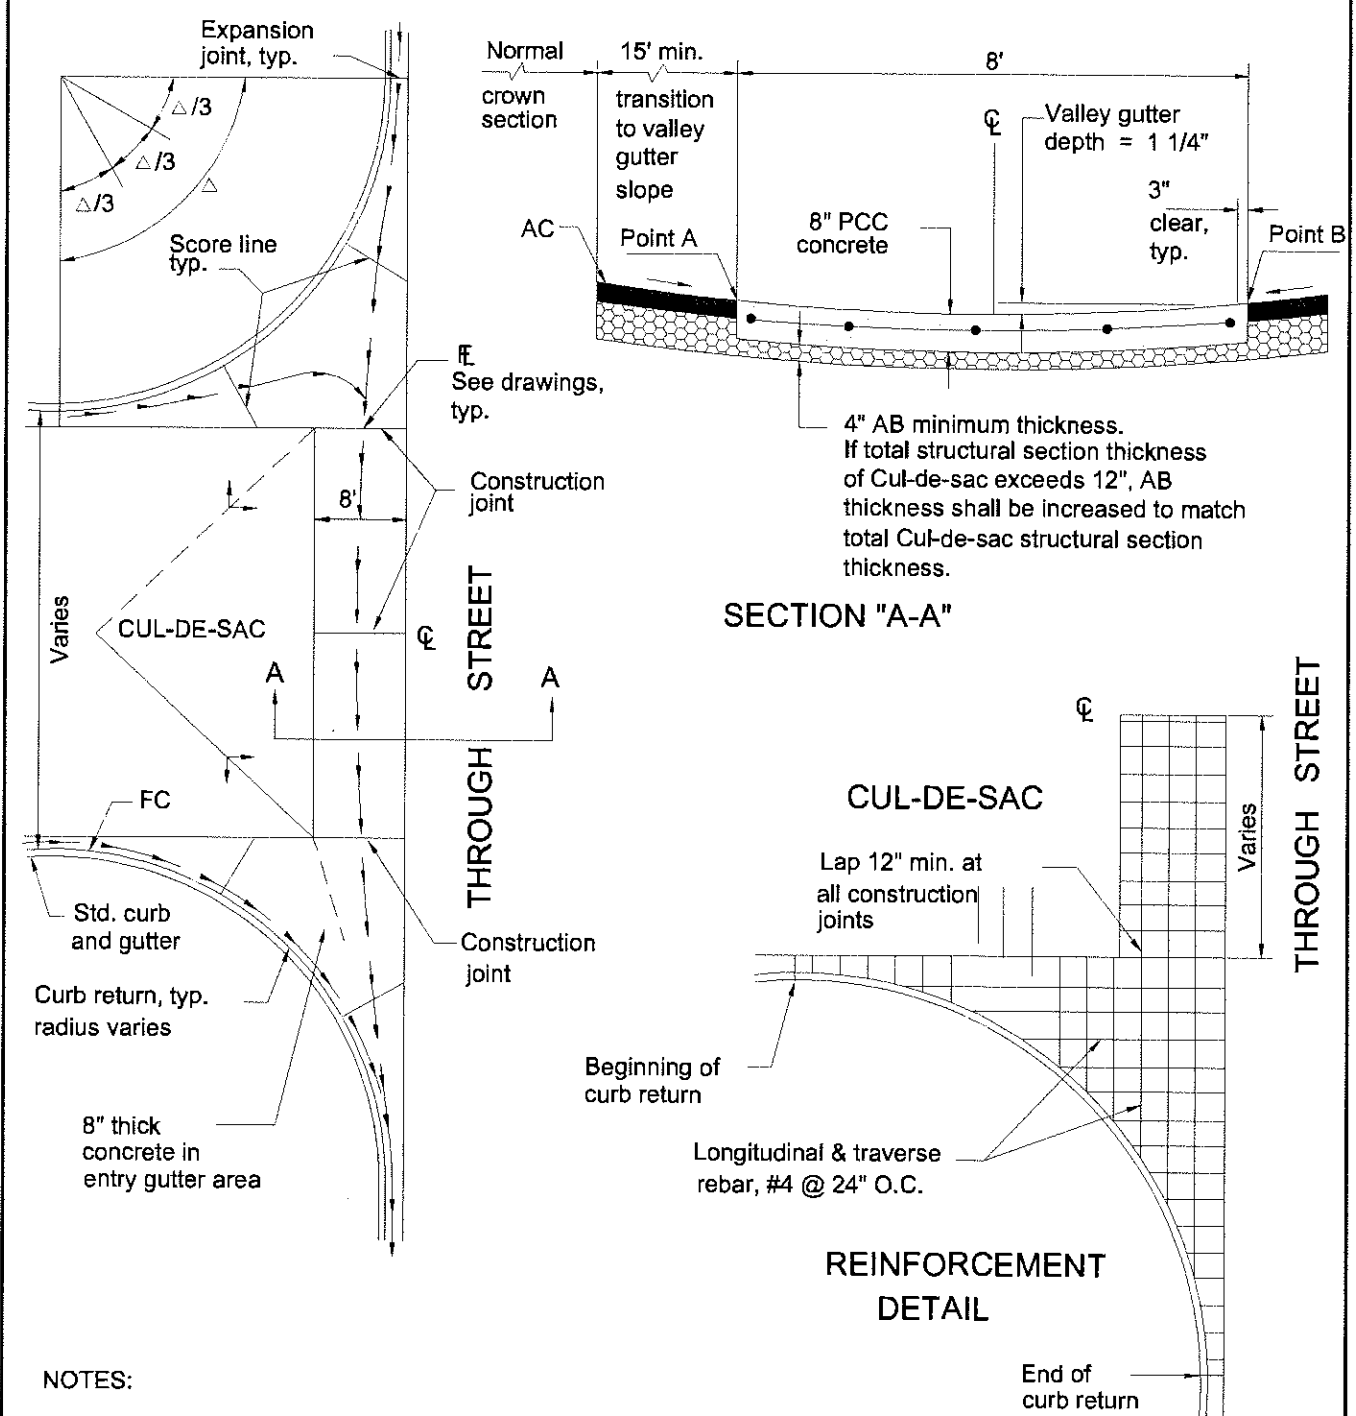 Expansion
joint, typ.
△/3
△/3
△/3
△
Score line
typ.
FL
See drawings,
typ.
Construction
joint
8'
Varies
CUL-DE-SAC
℄
A
A
THROUGH STREET
FC
Std. curb
and gutter
Construction
joint
Curb return, typ.
radius varies
8" thick
concrete in
entry gutter area
NOTES:
Normal
crown
section
15' min.
transition
to valley
gutter
slope
8'
℄
Valley gutter
depth = 1 1/4"
3"
clear,
typ.
AC
Point A
8" PCC
concrete
Point B
4" AB minimum thickness.
If total structural section thickness
of Cul-de-sac exceeds 12", AB
thickness shall be increased to match
total Cul-de-sac structural section
thickness.
SECTION "A-A"
℄
CUL-DE-SAC
THROUGH STREET
Varies
Lap 12" min. at
all construction
joints
Beginning of
curb return
Longitudinal & traverse
rebar, #4 @ 24" O.C.
REINFORCEMENT
DETAIL
End of
curb return